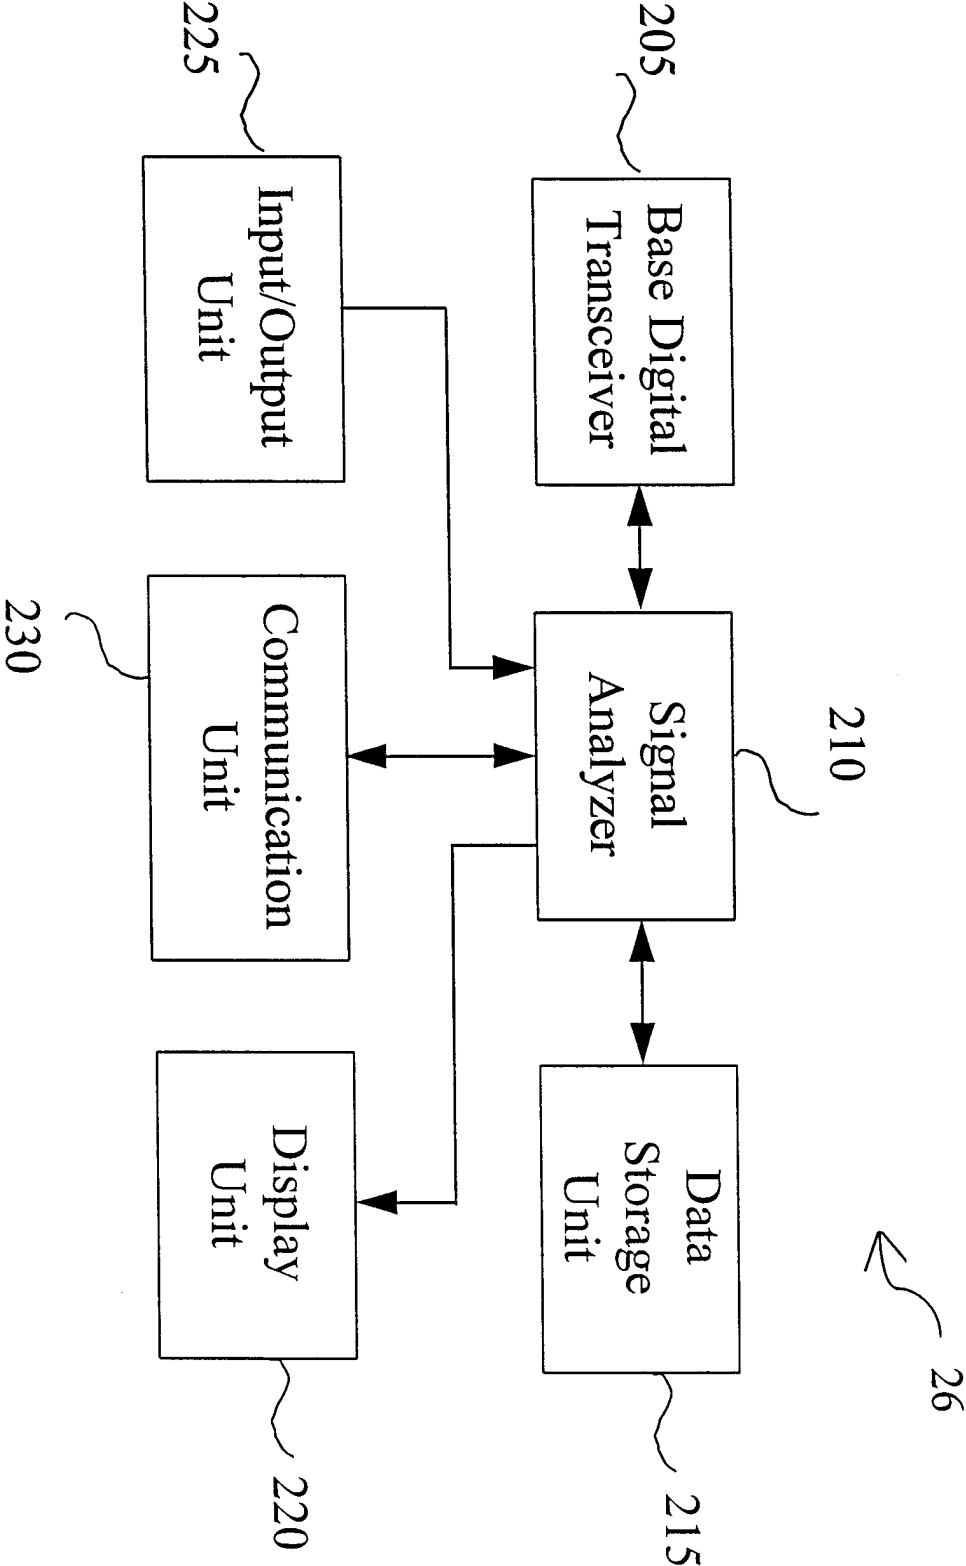 26
210
205
Base Digital
Transceiver
Signal
Analyzer
Data
Storage
Unit
215
225
Input/Output
Unit
Communication
Unit
230
Display
Unit
220